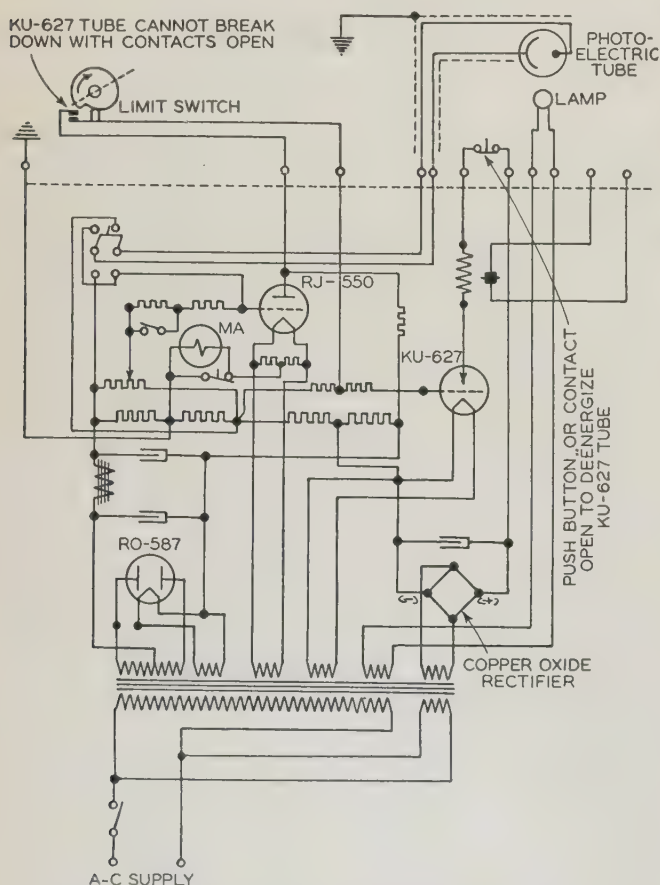 KU-627 TUBE CANNOT BREAK
DOWN WITH CONTACTS OPEN
LIMIT SWITCH
PHOTO-
ELECTRIC
TUBE
LAMP
RJ-550
MA
KU-627
PUSH BUTTON OR CONTACT
OPEN TO DEENERGIZE
KU-627 TUBE
RO-587
(-)
(+)
COPPER OXIDE
RECTIFIER
A-C SUPPLY